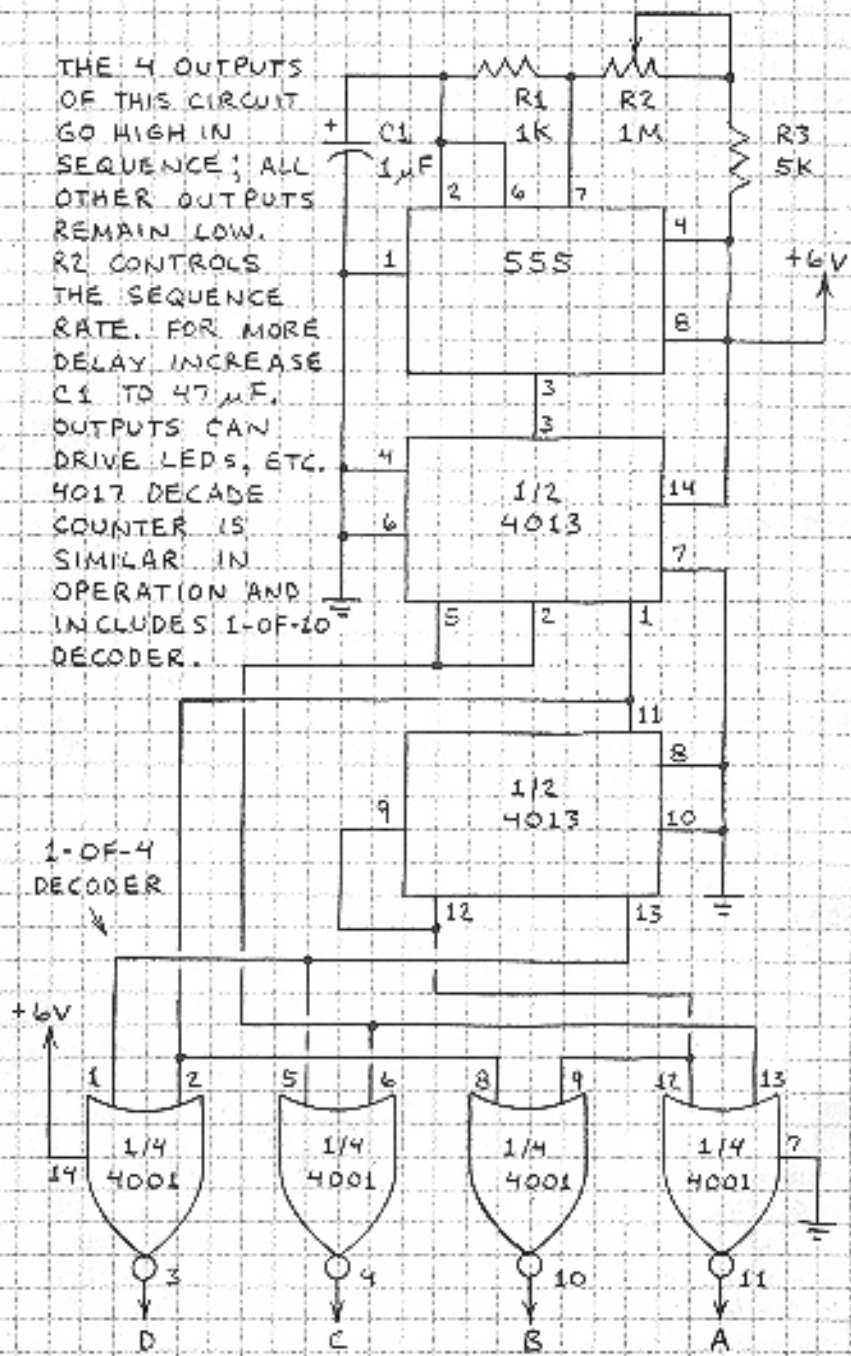 THE 4 OUTPUTS
OF THIS CIRCUIT
GO HIGH IN
SEQUENCE; ALL
OTHER OUTPUTS
REMAIN LOW.
R2 CONTROLS
THE SEQUENCE
RATE. FOR MORE
DELAY INCREASE
C1 TO 47 µF.
OUTPUTS CAN
DRIVE LEDS, ETC.
4017 DECADE
COUNTER IS
SIMILAR IN
OPERATION AND
INCLUDES 1-OF-10
DECODER.
+ C1
1µF
R1
1K
R2
1M
R3
5K
2 6 7
1
555
4
8
+6V
3
3
4
6
1/2
4013
14
7
5 2 1
11
9
1/2
4013
8
10
12 13
1-OF-4
DECODER
+6V
1 2 5 6 8 9 12 13
14
1/4
4001
1/4
4001
1/4
4001
1/4
4001
7
3 4 10 11
D C B A